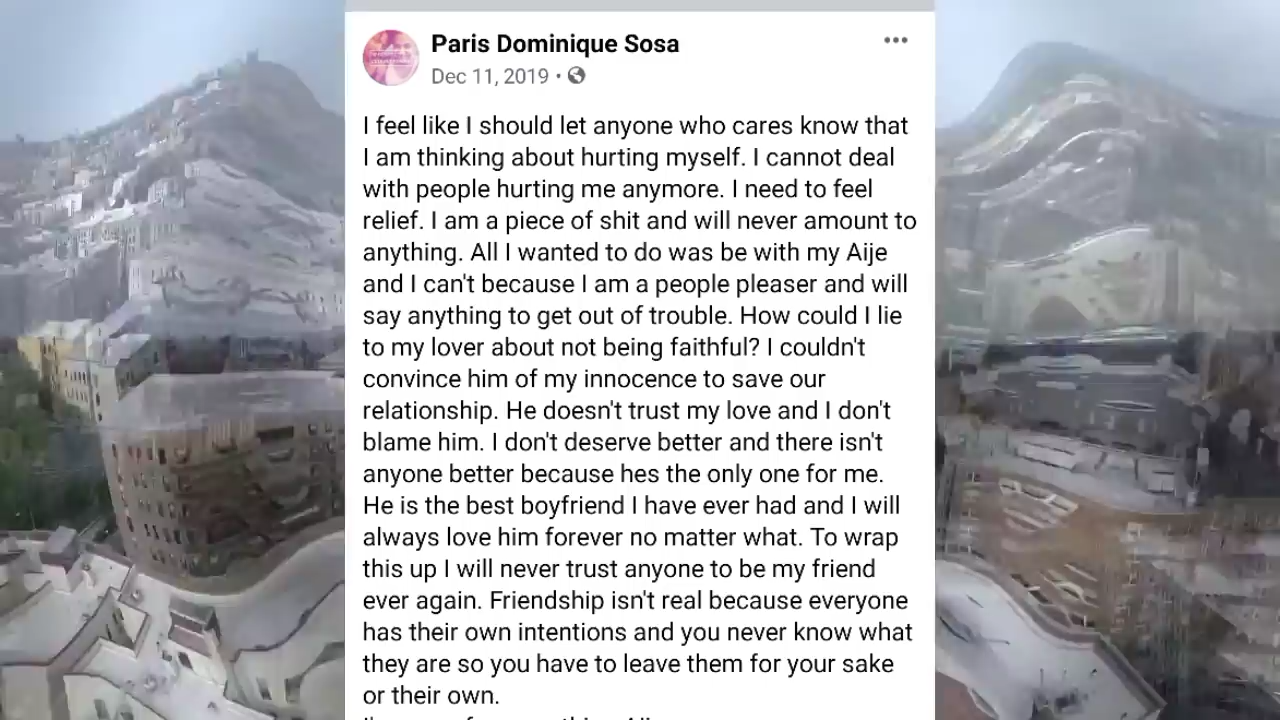 Paris Dominique Sosa
Dec 11, 2019 •
I feel like I should let anyone who cares know that
I am thinking about hurting myself. I cannot deal
with people hurting me anymore. I need to feel
relief. I am a piece of shit and will never amount to
anything. All I wanted to do was be with my Aije
and I can't because I am a people pleaser and will
say anything to get out of trouble. How could I lie
to my lover about not being faithful? I couldn't
convince him of my innocence to save our
relationship. He doesn't trust my love and I don't
blame him. I don't deserve better and there isn't
anyone better because hes the only one for me.
He is the best boyfriend I have ever had and I will
always love him forever no matter what. To wrap
this up I will never trust anyone to be my friend
ever again. Friendship isn't real because everyone
has their own intentions and you never know what
they are so you have to leave them for your sake
or their own.